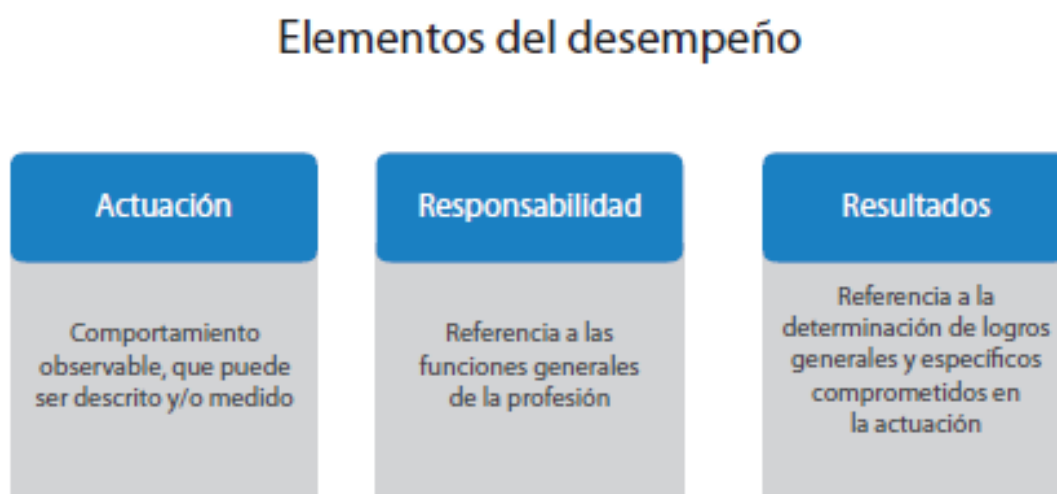 Elementos del desempeño
Actuación
Comportamiento
observable, que puede
ser descrito y/o medido
Responsabilidad
Referencia a las
funciones generales
de la profesión
Resultados
Referencia a la
determinación de logros
generales y específicos
comprometidos en
la actuación